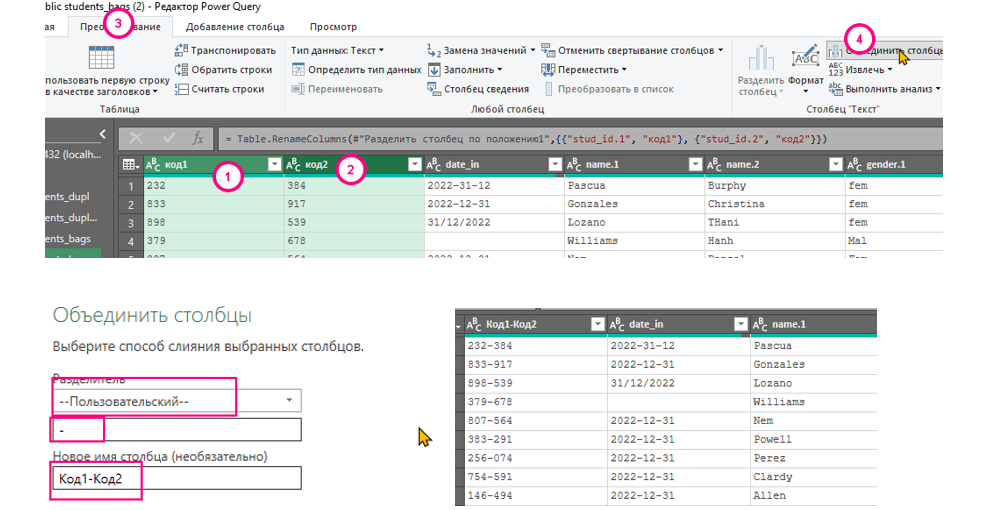 blic students_bags (2) - Редактор Power Query
ая Преобразование Добавление столбца Просмотр
3
4
Транспонировать Тип данных: Текст Замена значений Отменить свертывание столбцов Объединить столбцы
пользовать первую строку Обратить строки Определить тип данных Заполнить Переместить Разделить Формат Извлечь
в качестве заголовков Считать строки Переименовать Столбец сведения Преобразовать в список столбец Выполнить анализ
Таблица Любой столбец Столбец "Текст"
432 (localh... = Table.RenameColumns(#"Разделить столбец по положению1",{{"stud_id.1", "код1"}, {"stud_id.2", "код2"}})
код1 код2 date_in name.1 name.2 gender.1
1 2
1 232 384 2022-31-12 Pascua Burphy fem
ents_dupl
2 833 917 2022-12-31 Gonzales Christina fem
ents_dupl...
3 898 539 31/12/2022 Lozano THani fem
ents_bags
4 379 678 Williams Hanh Mal
Объединить столбцы
Выберите способ слияния выбранных столбцов.
Разделитель
--Пользовательский--
-
Новое имя столбца (необязательно)
Код1-Код2
Код1-Код2 date_in name.1
232-384 2022-31-12 Pascua
833-917 2022-12-31 Gonzales
898-539 31/12/2022 Lozano
379-678 Williams
807-564 2022-12-31 Nem
383-291 2022-12-31 Powell
256-074 2022-12-31 Perez
754-591 2022-12-31 Clardy
146-494 2022-12-31 Allen